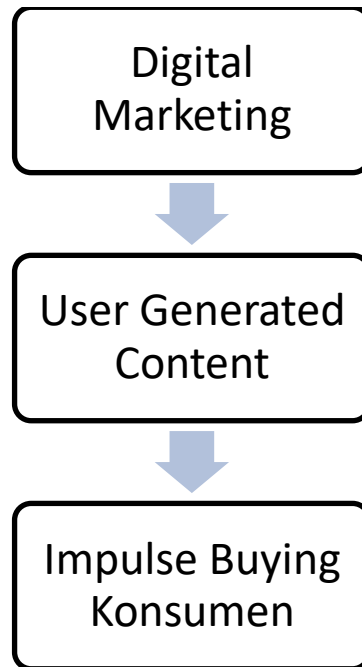 Digital
Marketing
User Generated
Content
Impulse Buying
Konsumen